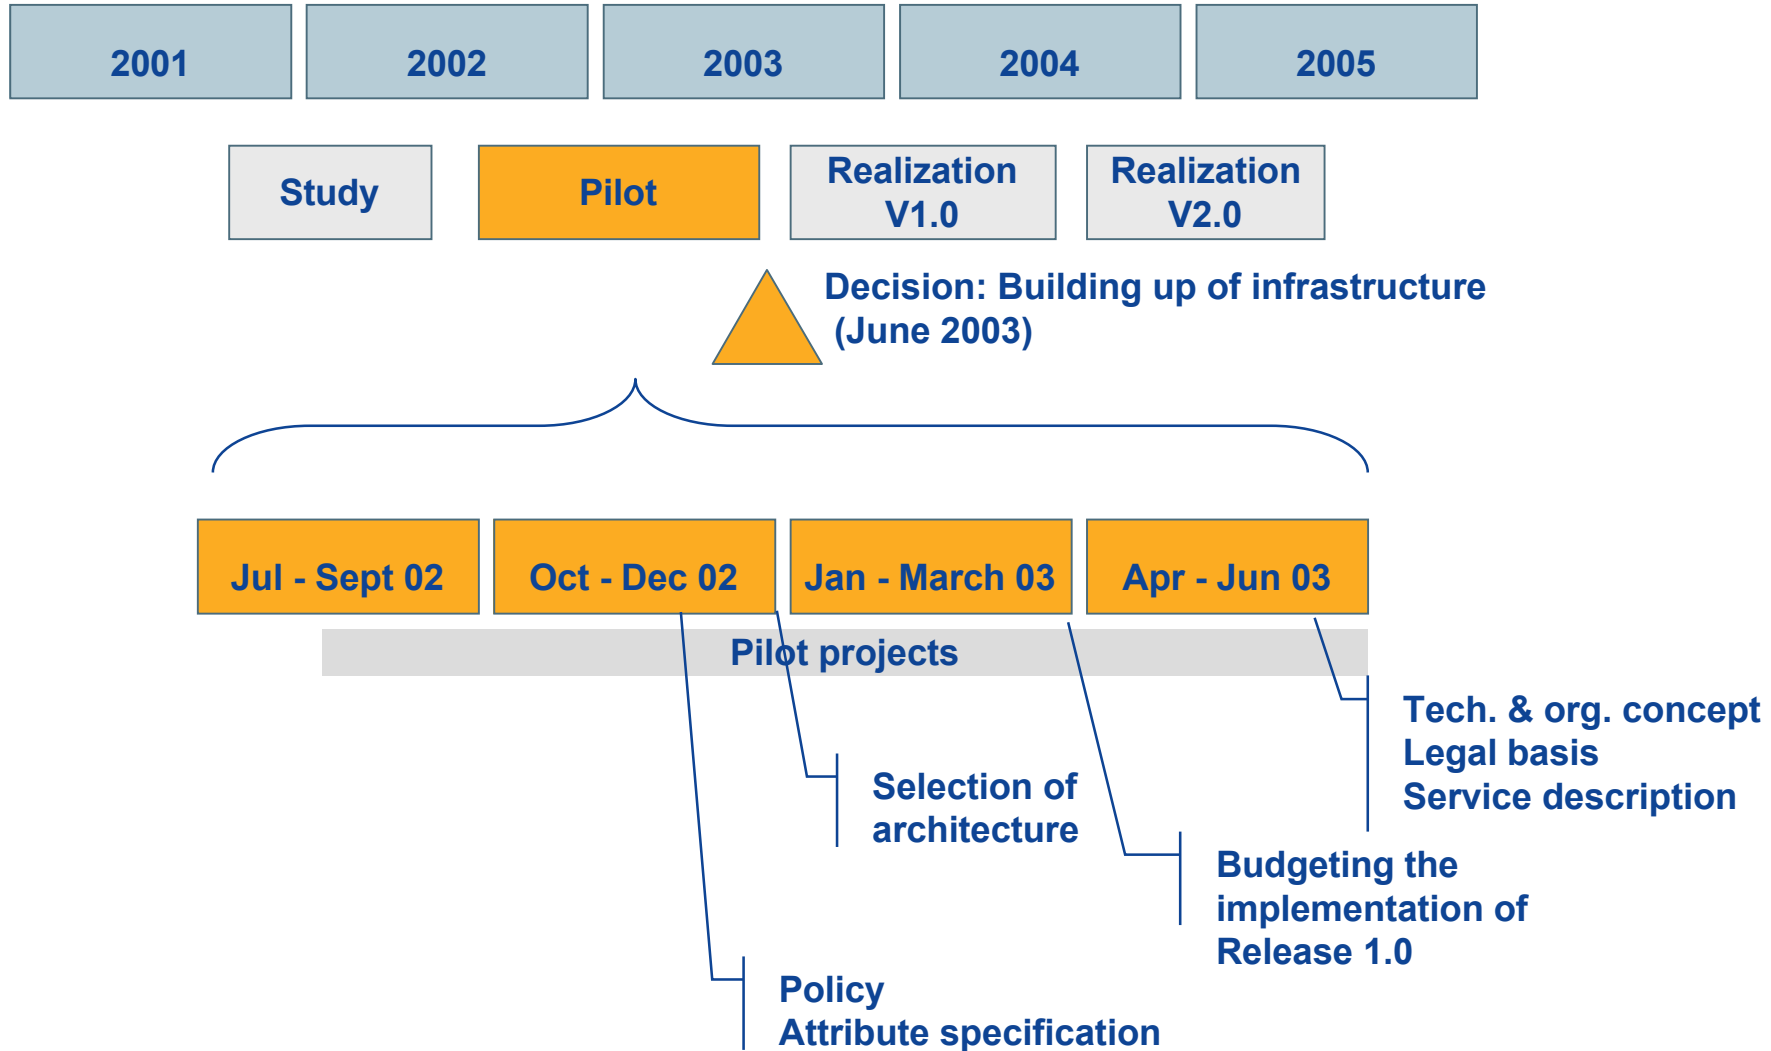 2001
2002
2003
2004
2005
Study
Pilot
Realization
V1.0
Realization
V2.0
Decision: Building up of infrastructure
(June 2003)
Jul - Sept 02
Oct - Dec 02
Jan - March 03
Apr - Jun 03
Pilot projects
Tech. & org. concept
Legal basis
Service description
Selection of
architecture
Budgeting the
implementation of
Release 1.0
Policy
Attribute specification